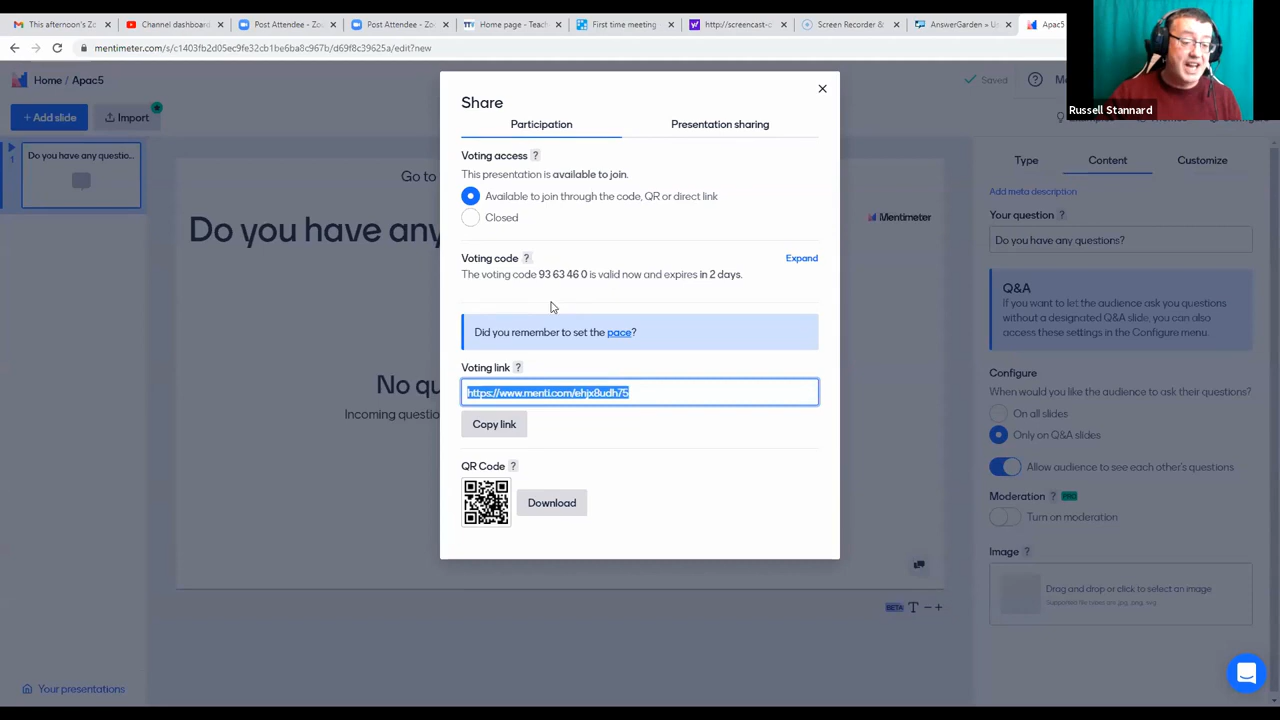 This afternoon's Zo
Channel dashboard
Post Attendee - Zo
Post Attendee - Zo
Home page - Teach
First time meeting
http://screencast-o
Screen Recorder &
AnswerGarden » Us
Apac5
mentimeter.com/s/c1403fb2d05ec9fe32cb1be6ba8c967b/d69f8c39625a/edit?new
Home / Apac5
Saved
+ Add slide
Import
Russell Stannard
1
Do you have any questio...
Go to
Do you have any
Mentimeter
No qu
Incoming question
Share
Participation
Presentation sharing
Voting access ?
This presentation is available to join.
Available to join through the code, QR or direct link
Closed
Voting code ?
Expand
The voting code 93 63 46 0 is valid now and expires in 2 days.
Did you remember to set the pace?
Voting link ?
https://www.menti.com/ehjx8udh75
Copy link
QR Code ?
Download
Type
Content
Customize
Add meta description
Your question ?
Do you have any questions?
Q&A
If you want to let the audience ask you questions
without a designated Q&A slide, you can also
access these settings in the Configure menu.
Configure
When would you like the audience to ask their questions?
On all slides
Only on Q&A slides
Allow audience to see each other's questions
Moderation ? PRO
Turn on moderation
Image ?
Drag and drop or click to select an image
BETA T − +
Your presentations